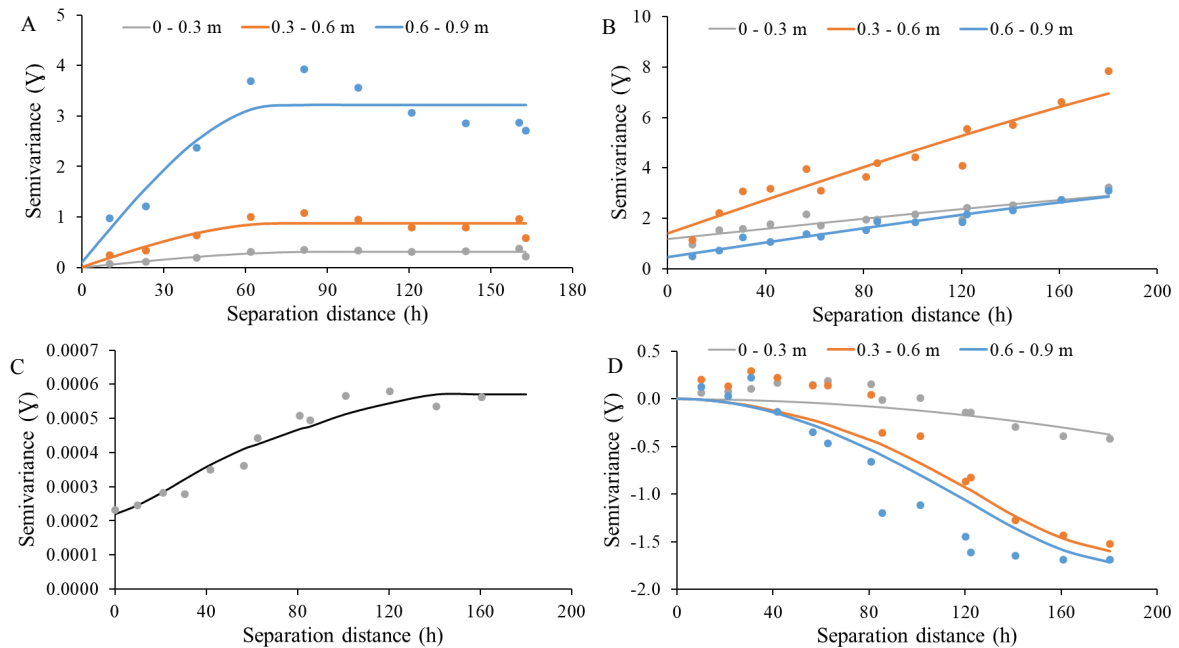 A
0 - 0.3 m
0.3 - 0.6 m
0.6 - 0.9 m
5
4
3
2
1
0
Semivariance (Ɣ)
0
30
60
90
120
150
180
Separation distance (h)
B
0 - 0.3 m
0.3 - 0.6 m
0.6 - 0.9 m
10
8
6
4
2
0
Semivariance (Ɣ)
0
40
80
120
160
200
Separation distance (h)
C
0.0007
0.0006
0.0005
0.0004
0.0003
0.0002
0.0001
0.0000
Semivariance (Ɣ)
0
40
80
120
160
200
Separation distance (h)
D
0 - 0.3 m
0.3 - 0.6 m
0.6 - 0.9 m
0.5
0.0
-0.5
-1.0
-1.5
-2.0
Semivariance (Ɣ)
0
40
80
120
160
200
Separation distance (h)